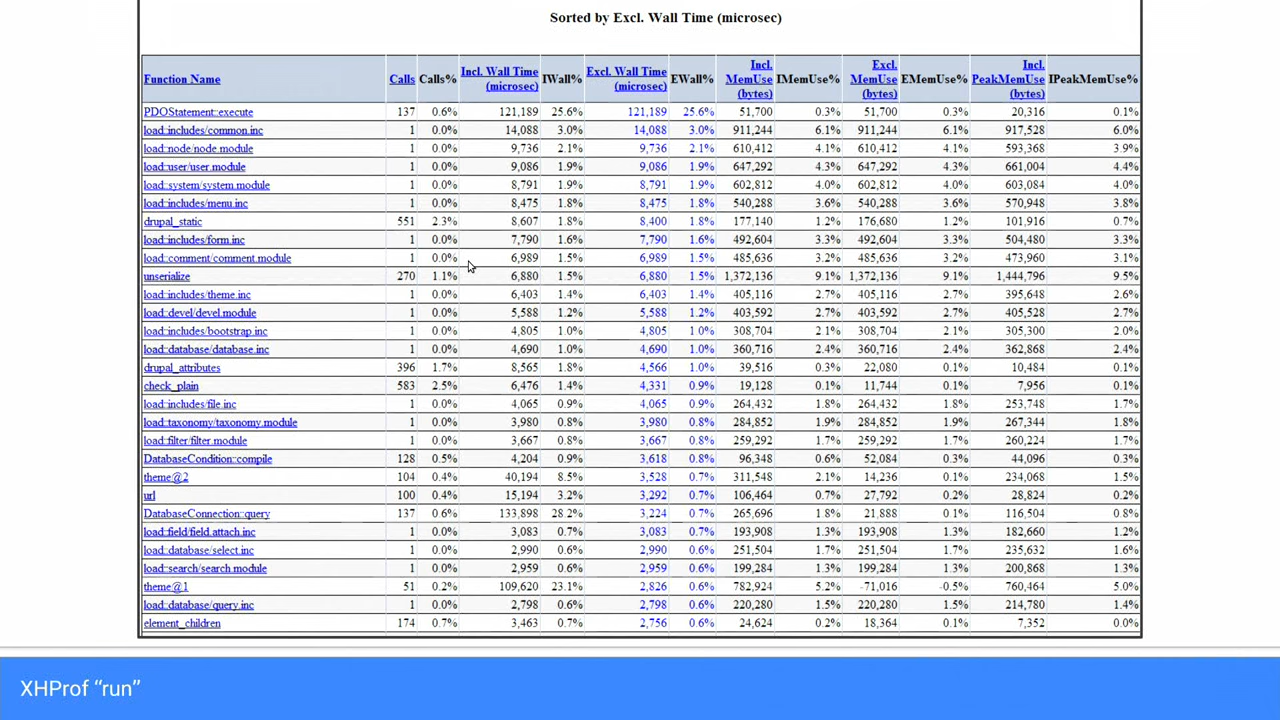 Sorted by Excl. Wall Time (microsec)
Function Name Calls Calls% Incl. Wall Time (microsec) IWall% Excl. Wall Time (microsec) EWall% Incl. MemUse (bytes) IMemUse% Excl. MemUse (bytes) EMemUse% Incl. PeakMemUse (bytes) IPeakMemUse%
PDOStatement::execute 137 0.6% 121,189 25.6% 121,189 25.6% 51,700 0.3% 51,700 0.3% 20,316 0.1%
load::includes/common.inc 1 0.0% 14,088 3.0% 14,088 3.0% 911,244 6.1% 911,244 6.1% 917,528 6.0%
load::node/node.module 1 0.0% 9,736 2.1% 9,736 2.1% 610,412 4.1% 610,412 4.1% 593,368 3.9%
load::user/user.module 1 0.0% 9,086 1.9% 9,086 1.9% 647,292 4.3% 647,292 4.3% 661,004 4.4%
load::system/system.module 1 0.0% 8,791 1.9% 8,791 1.9% 602,812 4.0% 602,812 4.0% 603,084 4.0%
load::includes/menu.inc 1 0.0% 8,475 1.8% 8,475 1.8% 540,288 3.6% 540,288 3.6% 570,948 3.8%
drupal_static 551 2.3% 8,607 1.8% 8,400 1.8% 177,140 1.2% 176,680 1.2% 101,916 0.7%
load::includes/form.inc 1 0.0% 7,790 1.6% 7,790 1.6% 492,604 3.3% 492,604 3.3% 504,480 3.3%
load::comment/comment.module 1 0.0% 6,989 1.5% 6,989 1.5% 485,636 3.2% 485,636 3.2% 473,960 3.1%
unserialize 270 1.1% 6,880 1.5% 6,880 1.5% 1,372,136 9.1% 1,372,136 9.1% 1,444,796 9.5%
load::includes/theme.inc 1 0.0% 6,403 1.4% 6,403 1.4% 405,116 2.7% 405,116 2.7% 395,648 2.6%
load::devel/devel.module 1 0.0% 5,588 1.2% 5,588 1.2% 403,592 2.7% 403,592 2.7% 405,528 2.7%
load::includes/bootstrap.inc 1 0.0% 4,805 1.0% 4,805 1.0% 308,704 2.1% 308,704 2.1% 305,300 2.0%
load::database/database.inc 1 0.0% 4,690 1.0% 4,690 1.0% 360,716 2.4% 360,716 2.4% 362,868 2.4%
drupal_attributes 396 1.7% 8,565 1.8% 4,566 1.0% 39,516 0.3% 22,080 0.1% 10,484 0.1%
check_plain 583 2.5% 6,476 1.4% 4,331 0.9% 19,128 0.1% 11,744 0.1% 7,956 0.1%
load::includes/file.inc 1 0.0% 4,065 0.9% 4,065 0.9% 264,432 1.8% 264,432 1.8% 253,748 1.7%
load::taxonomy/taxonomy.module 1 0.0% 3,980 0.8% 3,980 0.8% 284,852 1.9% 284,852 1.9% 267,344 1.8%
load::filter/filter.module 1 0.0% 3,667 0.8% 3,667 0.8% 259,292 1.7% 259,292 1.7% 260,224 1.7%
DatabaseCondition::compile 128 0.5% 4,204 0.9% 3,618 0.8% 96,348 0.6% 52,084 0.3% 44,096 0.3%
theme@2 104 0.4% 40,194 8.5% 3,528 0.7% 311,548 2.1% 14,236 0.1% 234,068 1.5%
url 100 0.4% 15,194 3.2% 3,292 0.7% 106,464 0.7% 27,792 0.2% 28,824 0.2%
DatabaseConnection::query 137 0.6% 133,898 28.2% 3,224 0.7% 265,696 1.8% 21,888 0.1% 116,504 0.8%
load::field/field.attach.inc 1 0.0% 3,083 0.7% 3,083 0.7% 193,908 1.3% 193,908 1.3% 182,660 1.2%
load::database/select.inc 1 0.0% 2,990 0.6% 2,990 0.6% 251,504 1.7% 251,504 1.7% 235,632 1.6%
load::search/search.module 1 0.0% 2,959 0.6% 2,959 0.6% 199,284 1.3% 199,284 1.3% 200,868 1.3%
theme@1 51 0.2% 109,620 23.1% 2,826 0.6% 782,924 5.2% -71,016 -0.5% 760,464 5.0%
load::database/query.inc 1 0.0% 2,798 0.6% 2,798 0.6% 220,280 1.5% 220,280 1.5% 214,780 1.4%
element_children 174 0.7% 3,463 0.7% 2,756 0.6% 24,624 0.2% 18,364 0.1% 7,352 0.0%
XHProf “run”